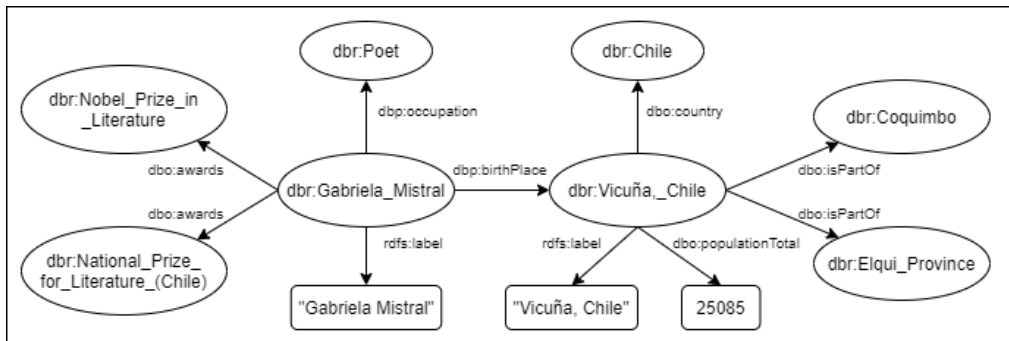 dbr:Poet
dbr:Chile
dbr:Nobel_Prize_in
_Literature
dbp:occupation
dbo:country
dbr:Coquimbo
dbo:awards
dbo:isPartOf
dbr:Gabriela_Mistral
dbp:birthPlace
dbr:Vicuña,_Chile
dbo:awards
dbo:isPartOf
rdfs:label
rdfs:label
dbo:populationTotal
dbr:National_Prize_
for_Literature_(Chile)
dbr:Elqui_Province
"Gabriela Mistral"
"Vicuña, Chile"
25085